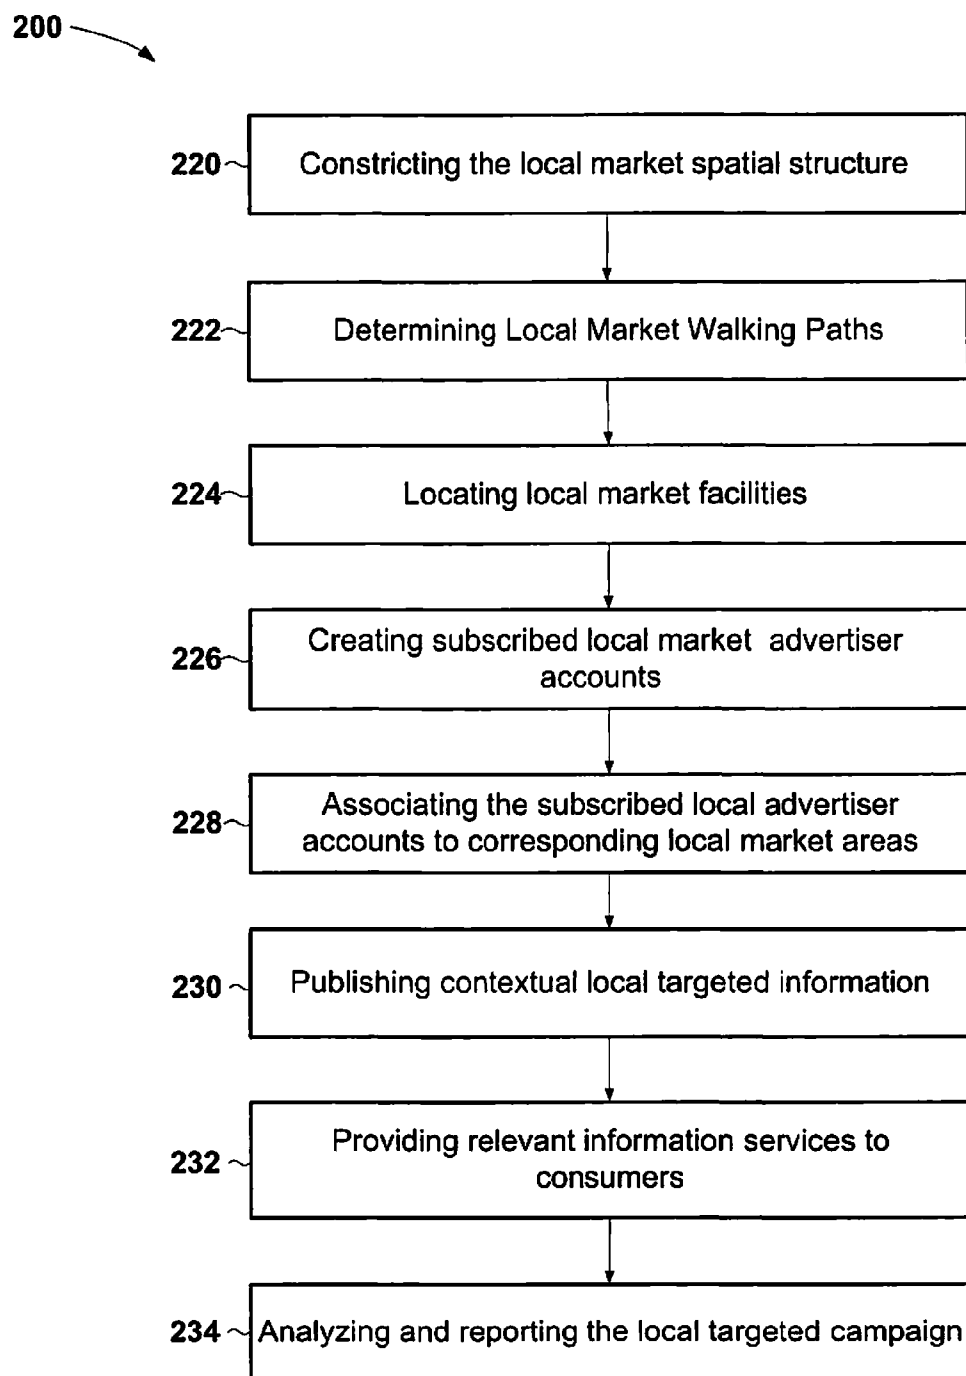 200
220 Constricting the local market spatial structure
222 Determining Local Market Walking Paths
224 Locating local market facilities
226 Creating subscribed local market advertiser
accounts
228 Associating the subscribed local advertiser
accounts to corresponding local market areas
230 Publishing contextual local targeted information
232 Providing relevant information services to
consumers
234 Analyzing and reporting the local targeted campaign